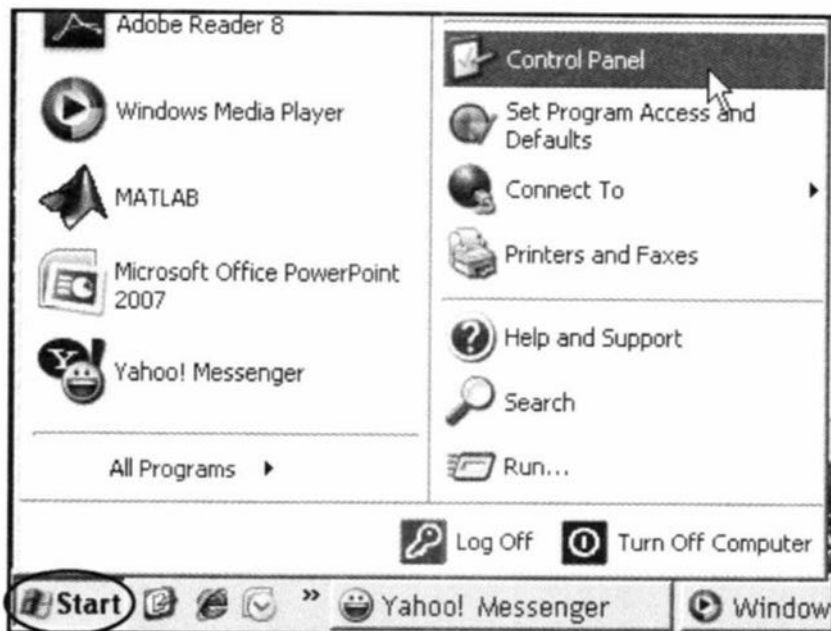 Adobe Reader 8
Windows Media Player
MATLAB
Microsoft Office PowerPoint
2007
Yahoo! Messenger
All Programs
Control Panel
Set Program Access and
Defaults
Connect To
Printers and Faxes
Help and Support
Search
Run...
Log Off
Turn Off Computer
Start
»
Yahoo! Messenger
Window